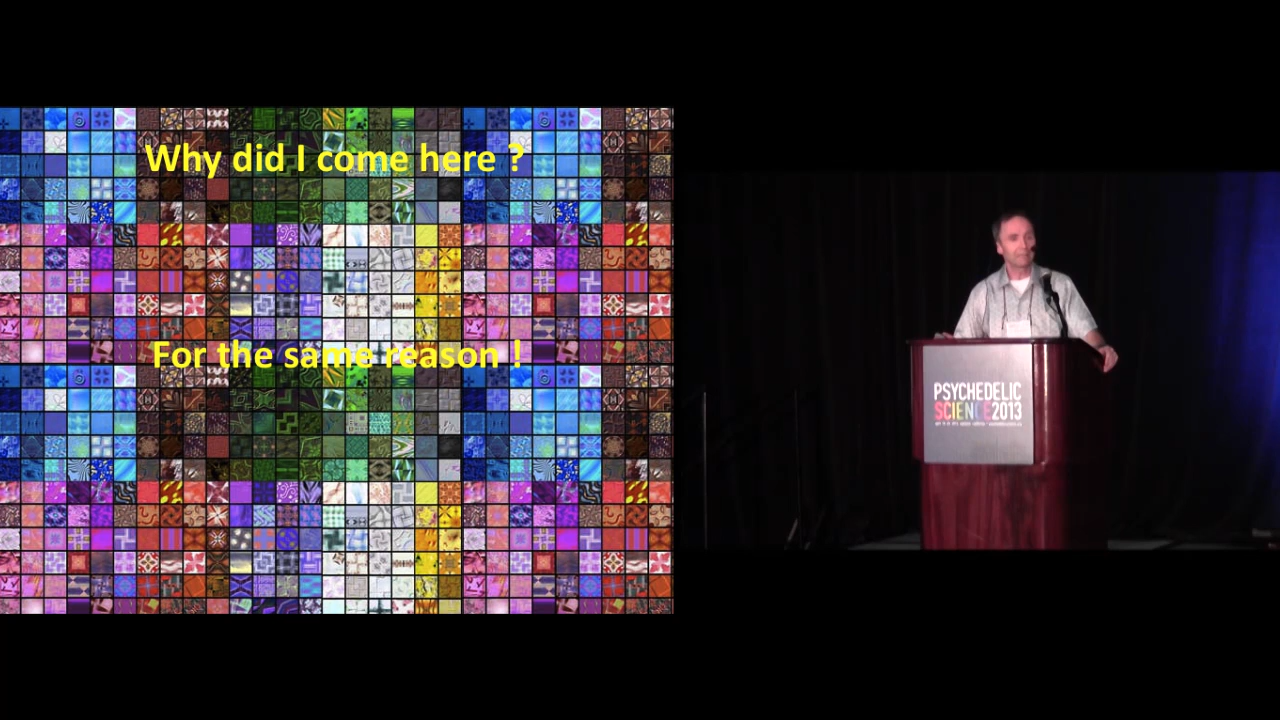 Why did I come here ?
For the same reason !
PSYCHEDELIC
SCIENCE2013